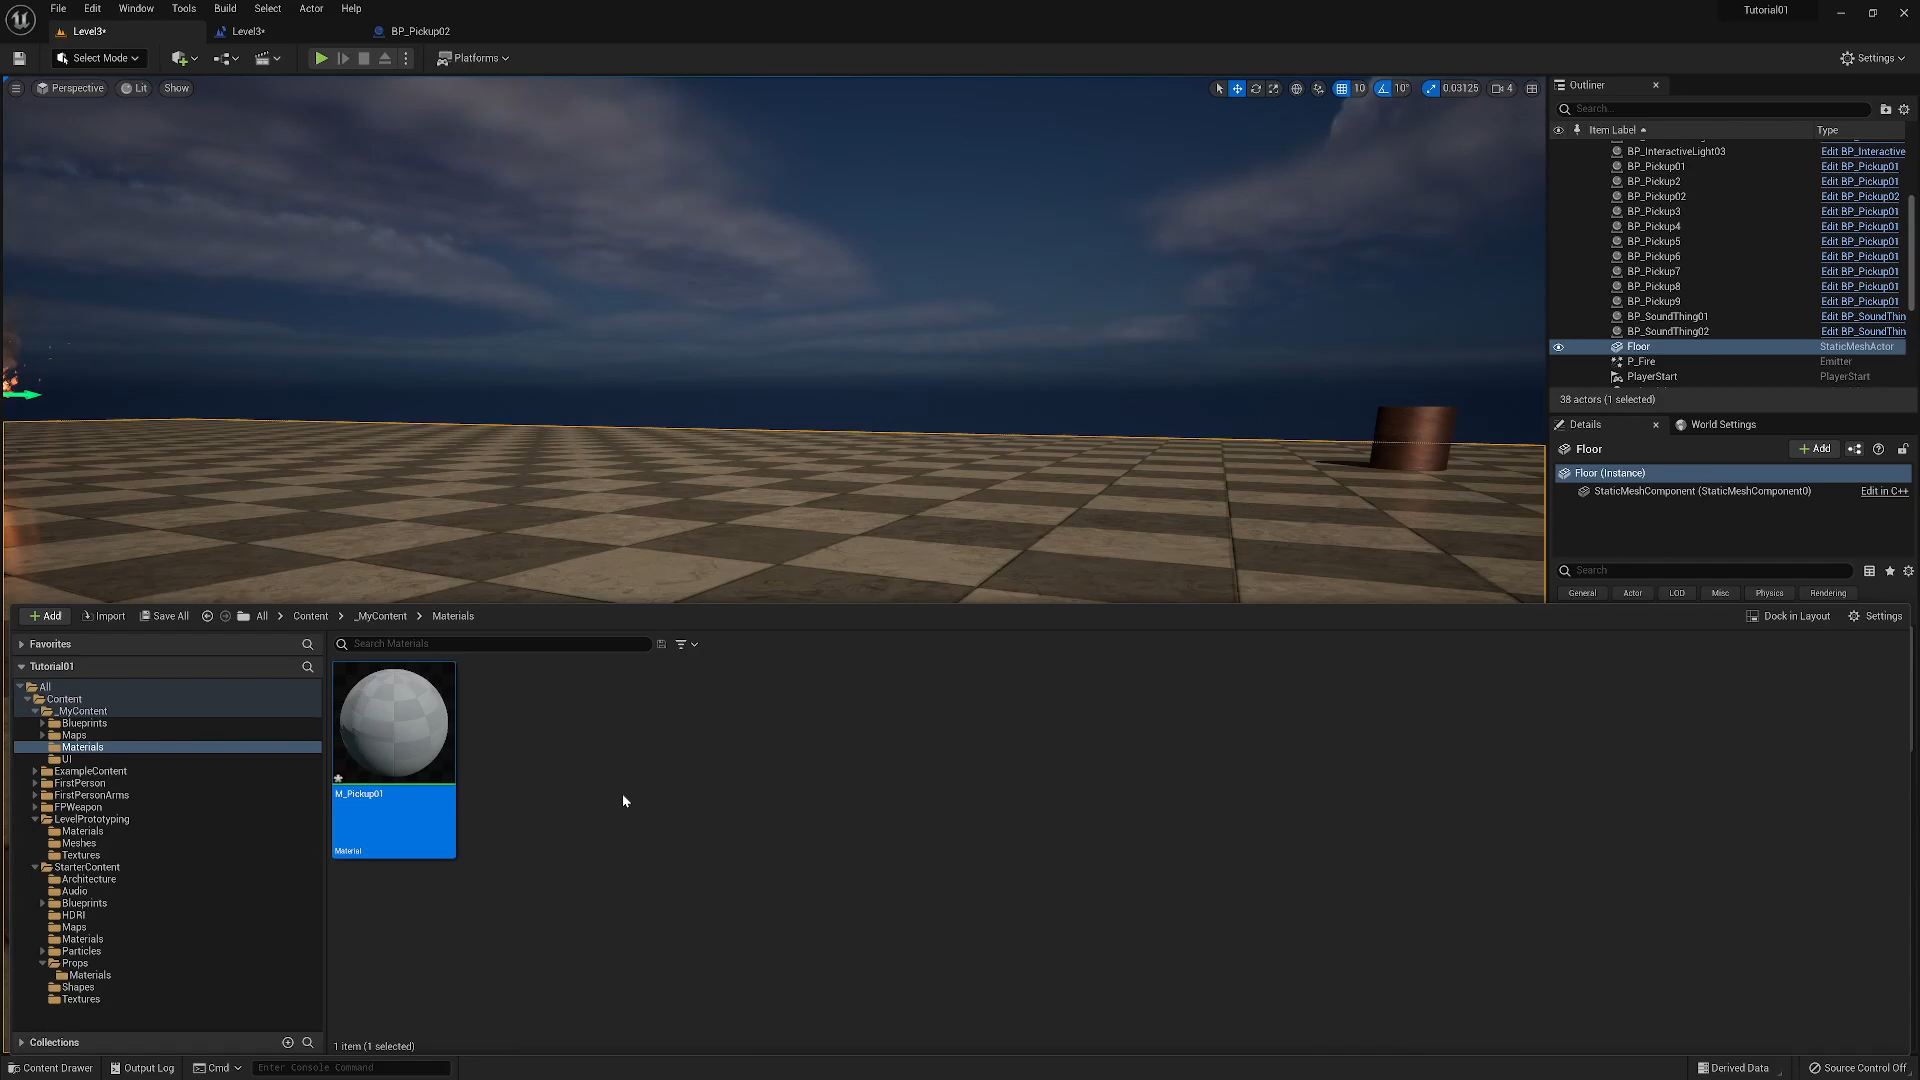 File Edit Window Tools Build Select Actor Help
Tutorial01
Level3* Level3* BP_Pickup02
Select Mode Platforms Settings
Perspective Lit Show 10 10° 0.03125 4
Outliner
Search...
Item Label Type
BP_InteractiveLight03 Edit BP_Interactive
BP_Pickup01 Edit BP_Pickup01
BP_Pickup2 Edit BP_Pickup01
BP_Pickup02 Edit BP_Pickup02
BP_Pickup3 Edit BP_Pickup01
BP_Pickup4 Edit BP_Pickup01
BP_Pickup5 Edit BP_Pickup01
BP_Pickup6 Edit BP_Pickup01
BP_Pickup7 Edit BP_Pickup01
BP_Pickup8 Edit BP_Pickup01
BP_Pickup9 Edit BP_Pickup01
BP_SoundThing01 Edit BP_SoundThin
BP_SoundThing02 Edit BP_SoundThin
Floor StaticMeshActor
P_Fire Emitter
PlayerStart PlayerStart
38 actors (1 selected)
Details World Settings
Floor Add
Floor (Instance)
StaticMeshComponent (StaticMeshComponent0) Edit in C++
Search
General Actor LOD Misc Physics Rendering
Add Import Save All All Content _MyContent Materials Dock in Layout Settings
Favorites
Search Materials
Tutorial01
All
Content
_MyContent
Blueprints
Maps
Materials
UI
ExampleContent
FirstPerson
FirstPersonArms
FPWeapon
LevelPrototyping
Materials
Meshes
Textures
StarterContent
Architecture
Audio
Blueprints
HDRI
Maps
Materials
Particles
Props
Materials
Shapes
Textures
M_Pickup01
Material
Collections
1 item (1 selected)
Content Drawer Output Log Cmd Enter Console Command Derived Data Source Control Off